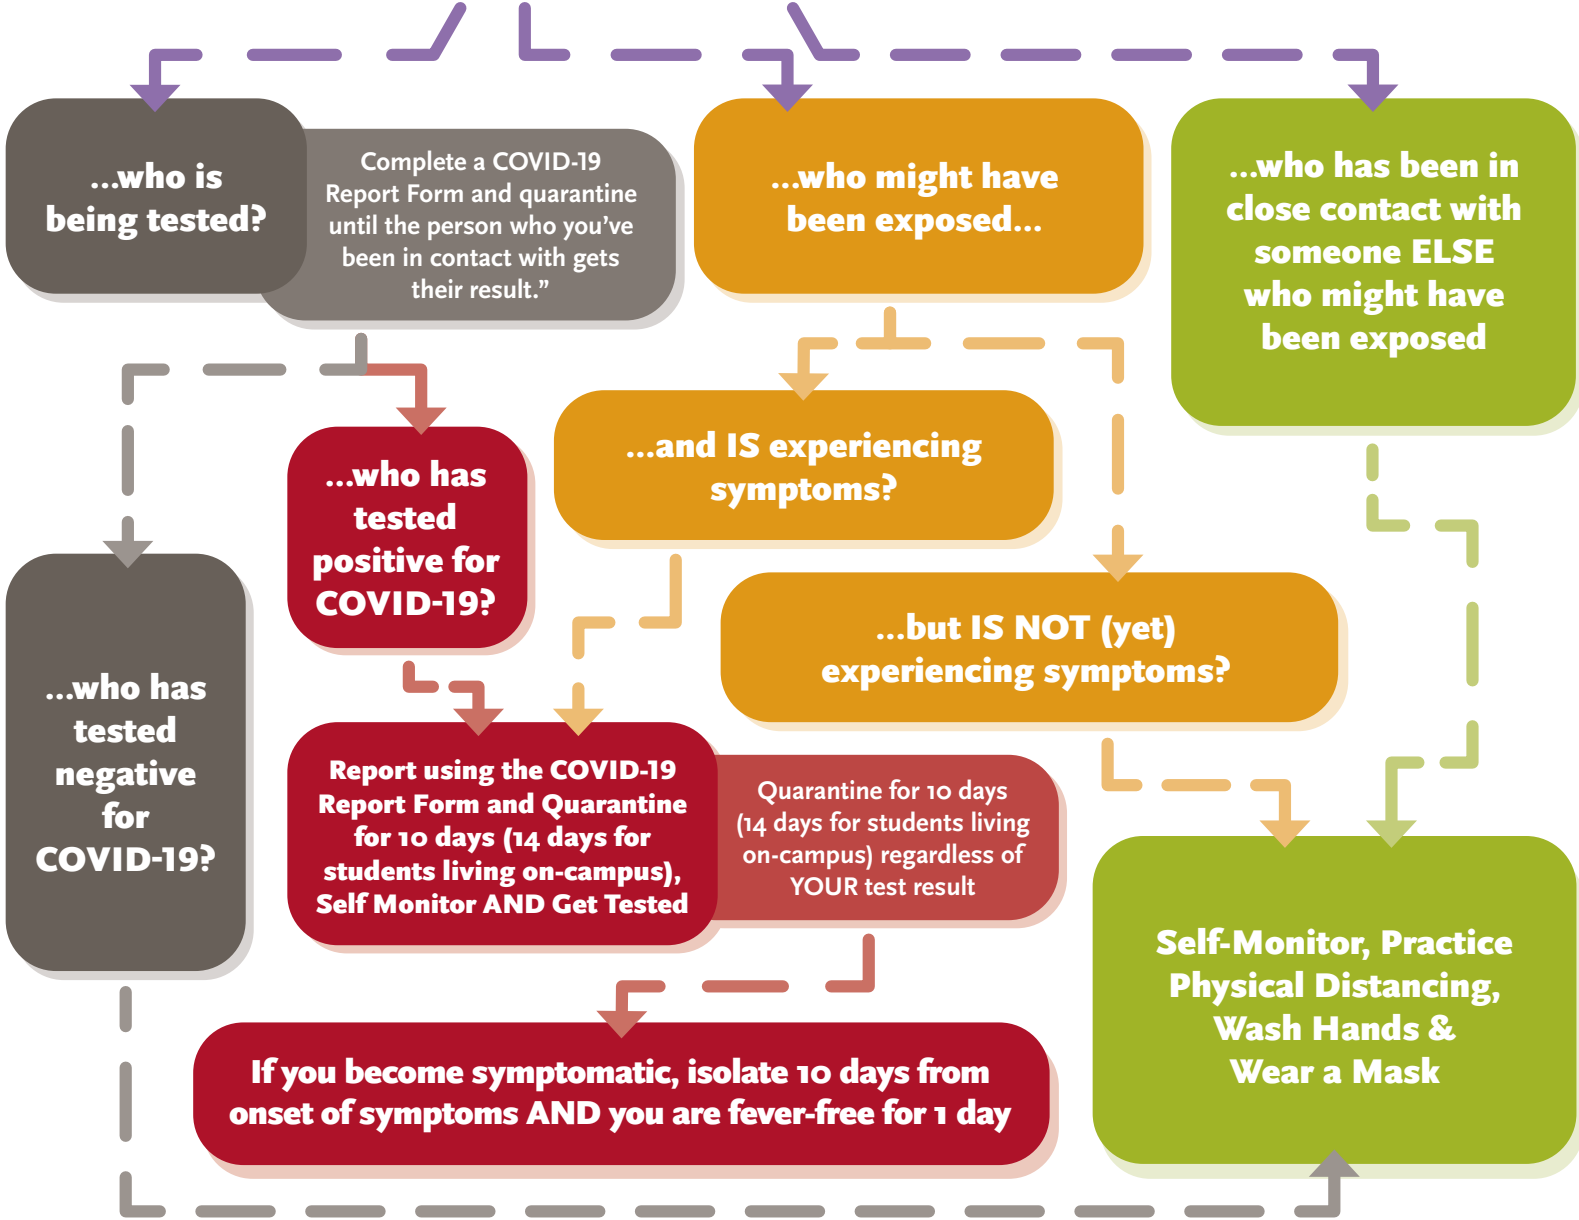 ...who is
being tested?
Complete a COVID-19
Report Form and quarantine
until the person who you’ve
been in contact with gets
their result.”
...who might have
been exposed...
...who has been in
close contact with
someone ELSE
who might have
been exposed
...and IS experiencing
symptoms?
...who has
tested
positive for
COVID-19?
...but IS NOT (yet)
experiencing symptoms?
...who has
tested
negative
for
COVID-19?
Report using the COVID-19
Report Form and Quarantine
for 10 days (14 days for
students living on-campus),
Self Monitor AND Get Tested
Quarantine for 10 days
(14 days for students living
on-campus) regardless of
YOUR test result
Self-Monitor, Practice
Physical Distancing,
Wash Hands &
Wear a Mask
If you become symptomatic, isolate 10 days from
onset of symptoms AND you are fever-free for 1 day